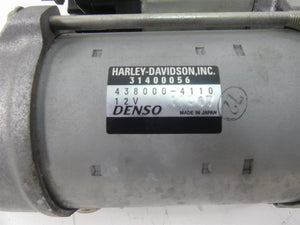 HARLEY-DAVIDSON,INC.
31400056
438000-4110
12V
DENSO MADE IN JAPAN